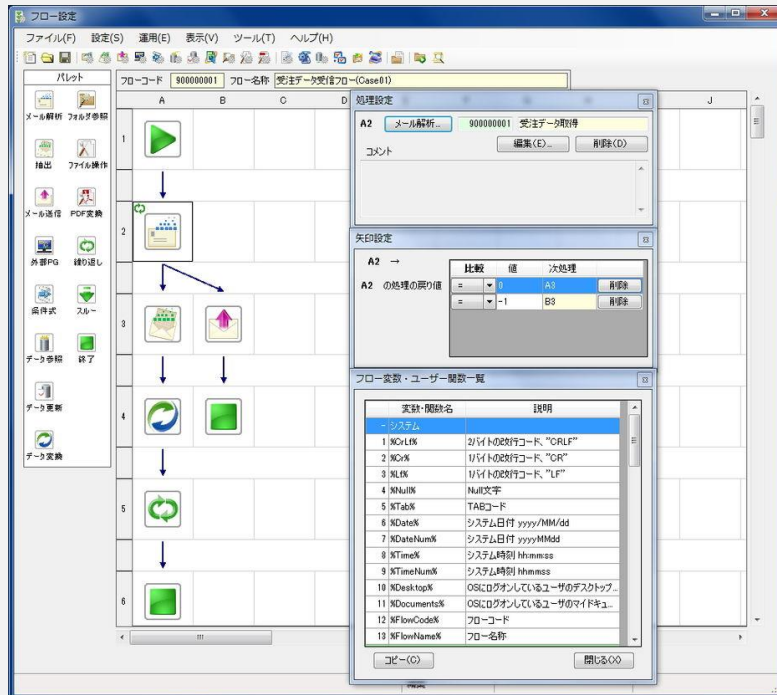 フロー設定
ファイル(F) 設定(S) 運用(E) 表示(V) ツール(T) ヘルプ(H)
パレット
メール解析 フォルダ参照
抽出 ファイル操作
メール送信 PDF変換
外部PG 繰り返し
条件式 スルー
データ参照 終了
データ更新
データ変換
フローコード 900000001 フロー名称 受注データ受信フロー(Case01)
A B C D J
1
2
3
4
5
6
処理設定
A2 メール解析... 900000001 受注データ取得
編集(E)... 削除(D)
コメント
矢印設定
A2 →
A2 の処理の戻り値
比較 値 次処理
= 0 A3 削除
= -1 B3 削除
フロー変数・ユーザー関数一覧
変数・関数名 説明
- システム
1 %CrLf% 2バイトの改行コード、"CRLF"
2 %Cr% 1バイトの改行コード、"CR"
3 %Lf% 1バイトの改行コード、"LF"
4 %Null% Null文字
5 %Tab% TABコード
6 %Date% システム日付 yyyy/MM/dd
7 %DateNum% システム日付 yyyyMMdd
8 %Time% システム時刻 hh:mm:ss
9 %TimeNum% システム時刻 hhmmss
10 %Desktop% OSにログオンしているユーザのデスクトップ...
11 %Documents% OSにログオンしているユーザのマイドキュ...
12 %FlowCode% フローコード
13 %FlowName% フロー名称
コピー(C) 閉じる(X)